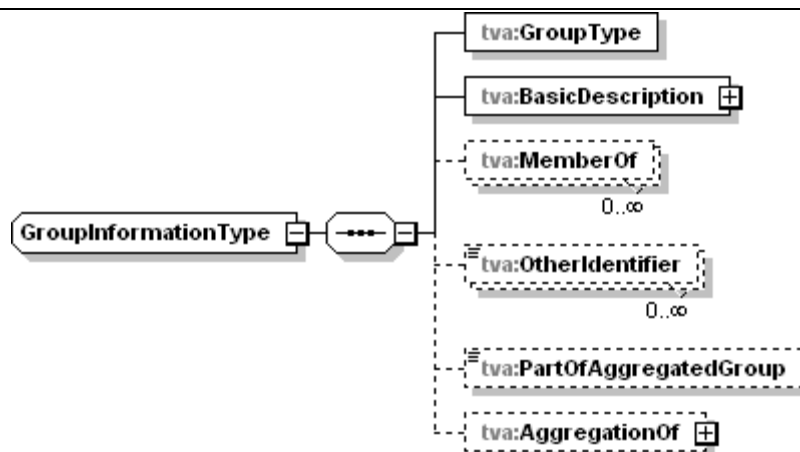 tva:GroupType
tva:BasicDescription
tva:MemberOf
0..∞
GroupInformationType
tva:OtherIdentifier
0..∞
tva:PartOfAggregatedGroup
tva:AggregationOf